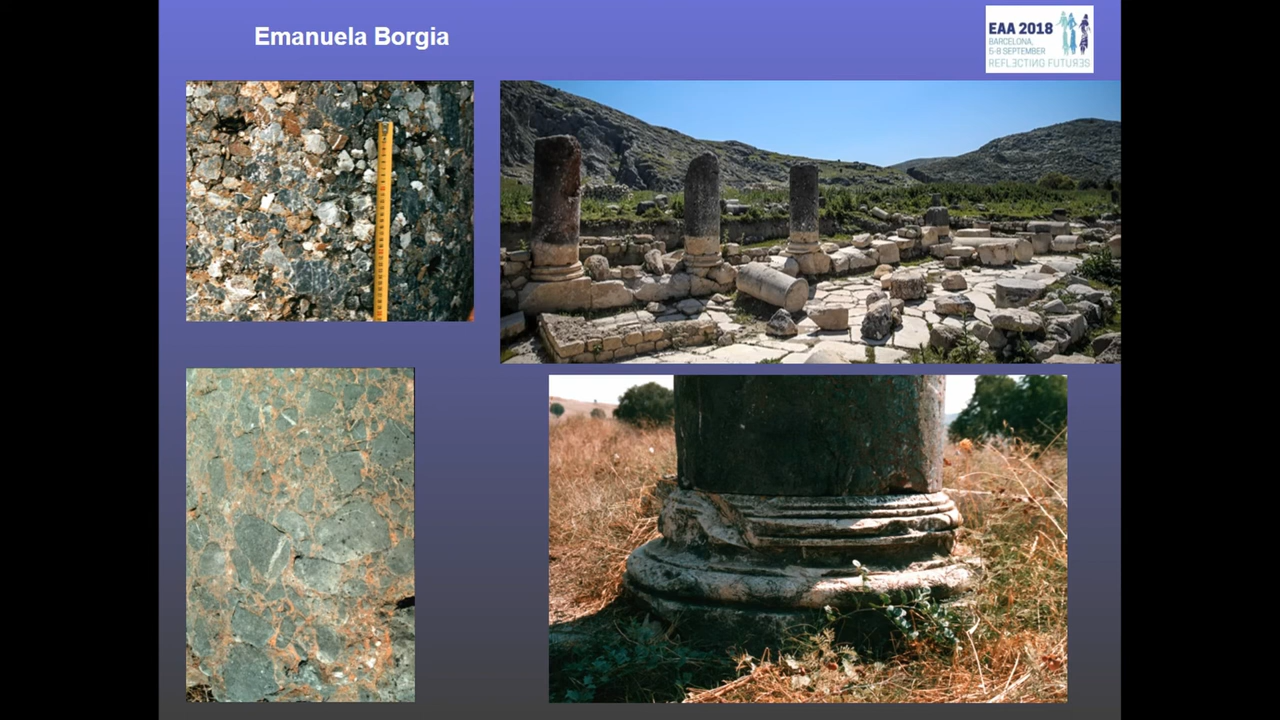 Emanuela Borgia
EAA 2018
BARCELONA,
5-8 SEPTEMBER
REFLECTING FUTURES